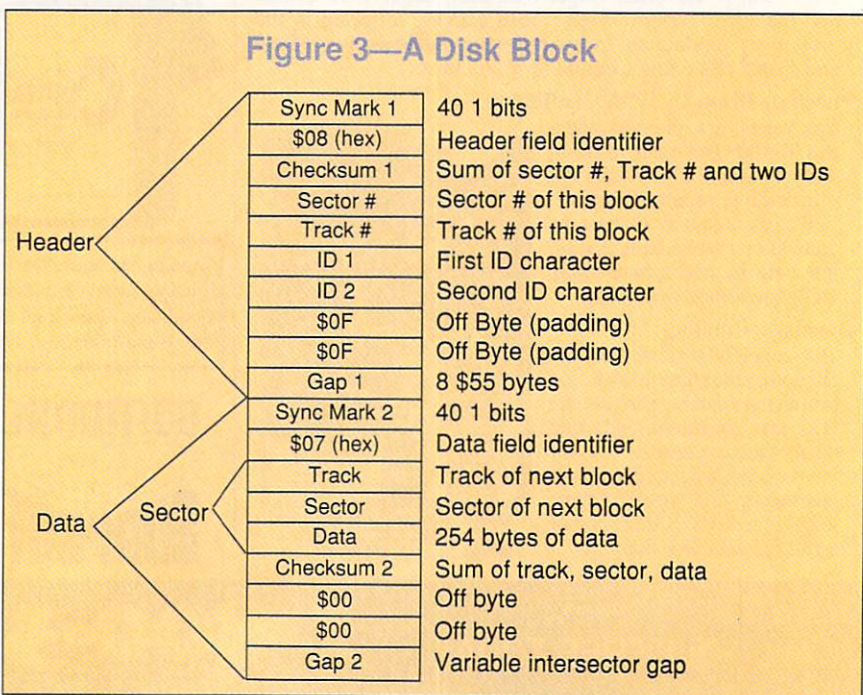 Figure 3—A Disk Block
Sync Mark 1 40 1 bits
$08 (hex) Header field identifier
Checksum 1 Sum of sector #, Track # and two IDs
Sector # Sector # of this block
Track # Track # of this block
Header
ID 1 First ID character
ID 2 Second ID character
$0F Off Byte (padding)
$0F Off Byte (padding)
Gap 1 8 $55 bytes
Sync Mark 2 40 1 bits
$07 (hex) Data field identifier
Track Track of next block
Sector Sector of next block
Data Sector
Data 254 bytes of data
Checksum 2 Sum of track, sector, data
$00 Off byte
$00 Off byte
Gap 2 Variable intersector gap